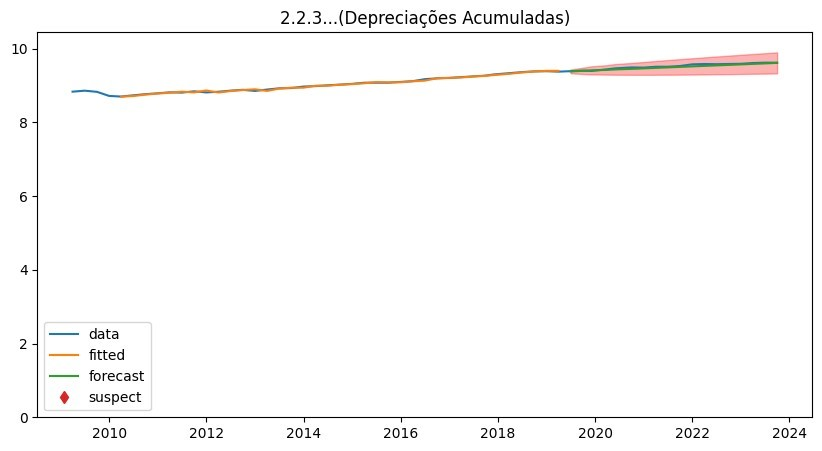 2.2.3...(Depreciações Acumuladas)
10
8
6
4
2
0
data
fitted
forecast
suspect
2010 2012 2014 2016 2018 2020 2022 2024